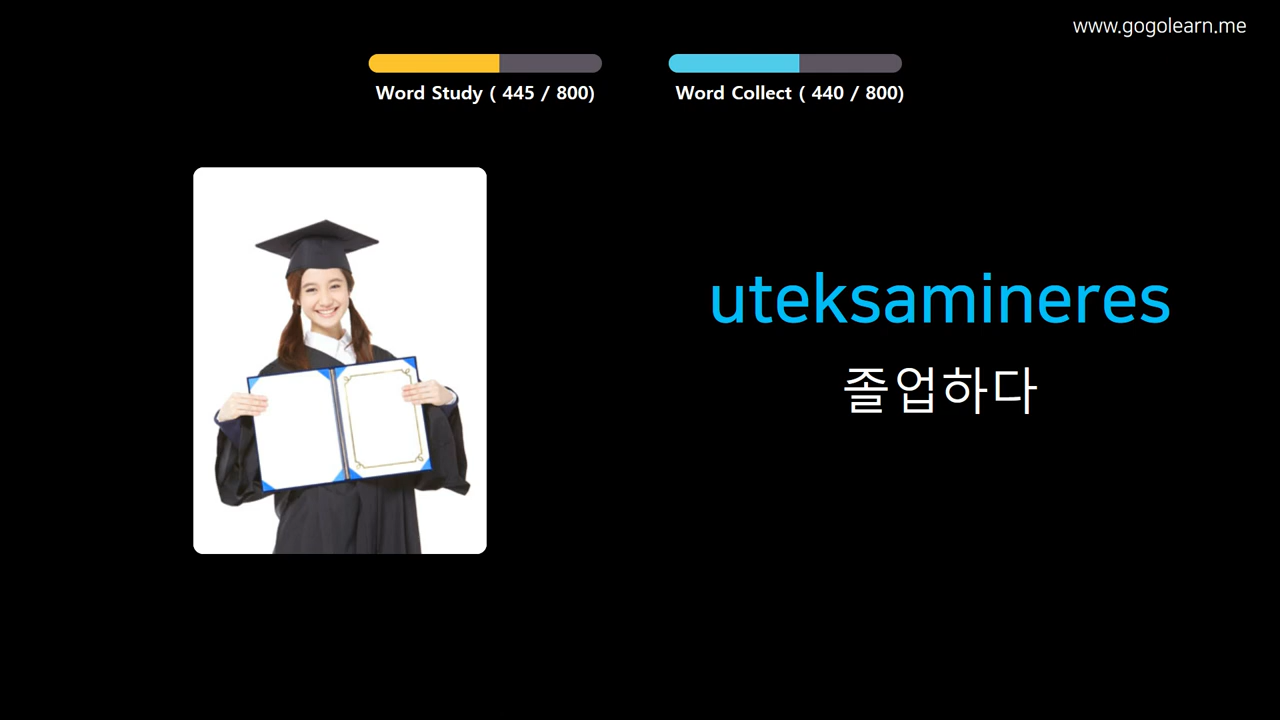 www.gogolearn.me
Word Study ( 445 / 800)
Word Collect ( 440 / 800)
uteksamineres
졸업하다